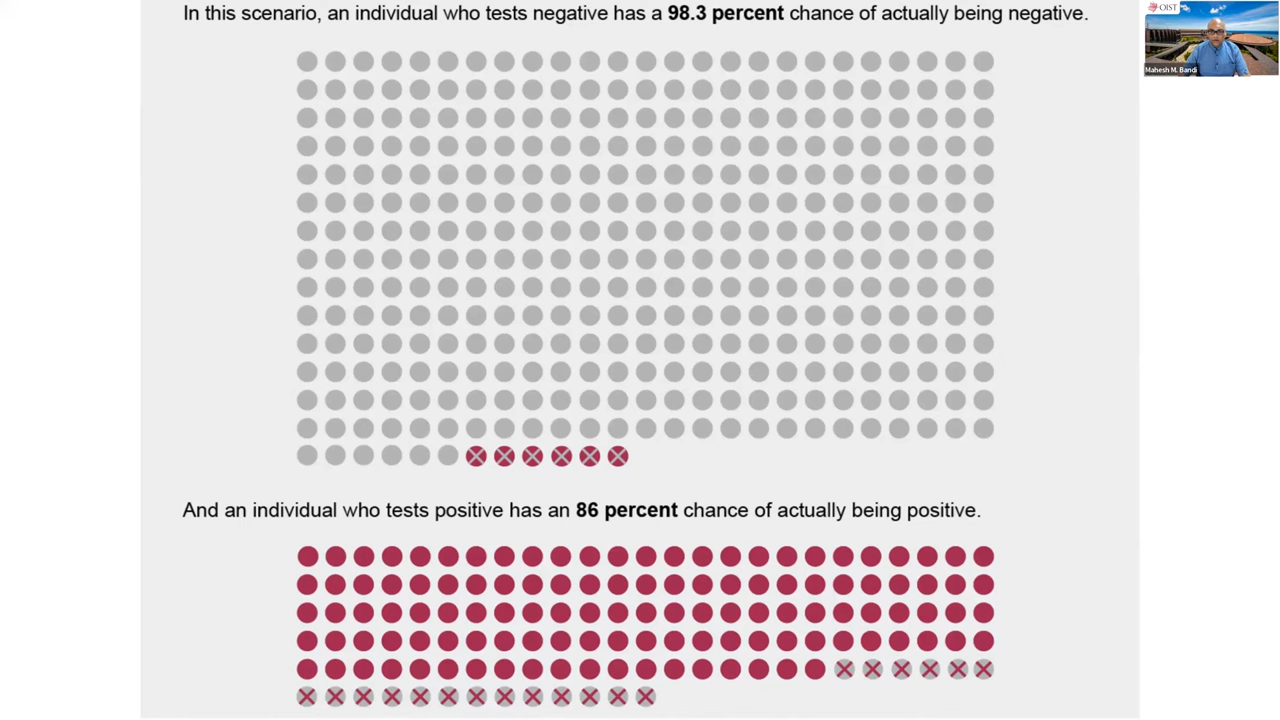 In this scenario, an individual who tests negative has a 98.3 percent chance of actually being negative.
OIST
Mahesh M. Bandi
And an individual who tests positive has an 86 percent chance of actually being positive.